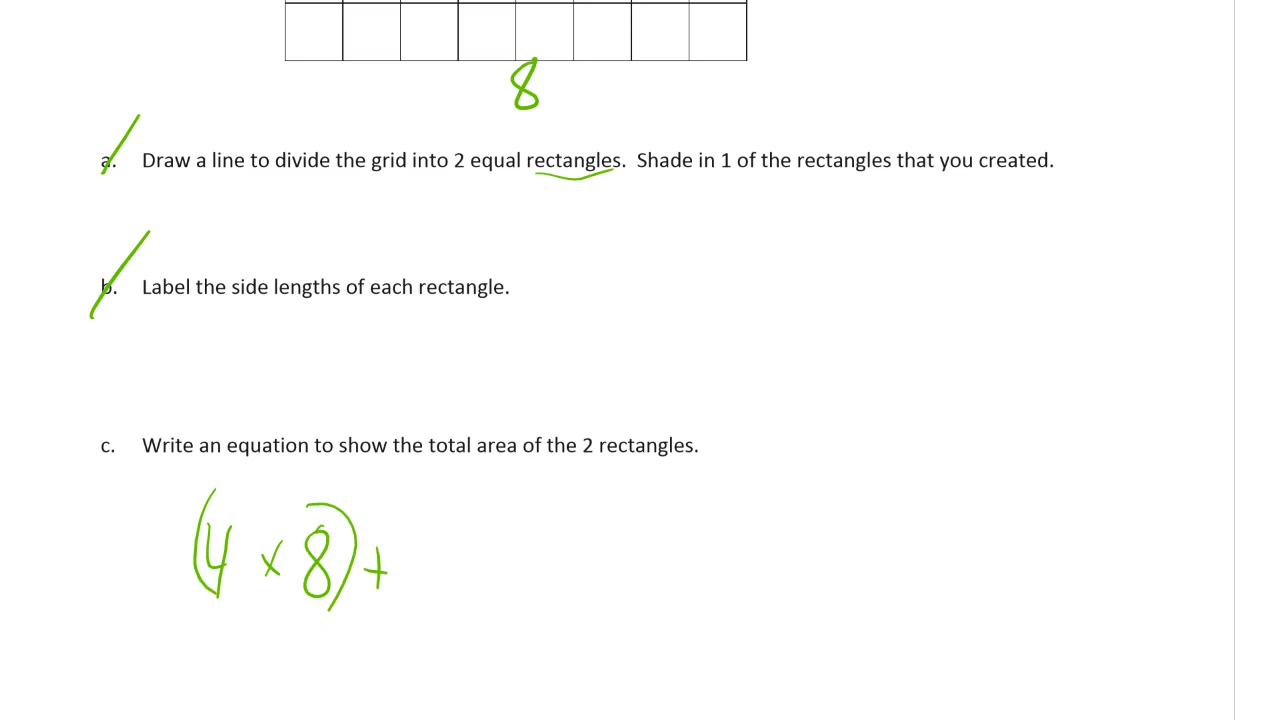 8
a. Draw a line to divide the grid into 2 equal rectangles. Shade in 1 of the rectangles that you created.
b. Label the side lengths of each rectangle.
c. Write an equation to show the total area of the 2 rectangles.
(4 × 8) +